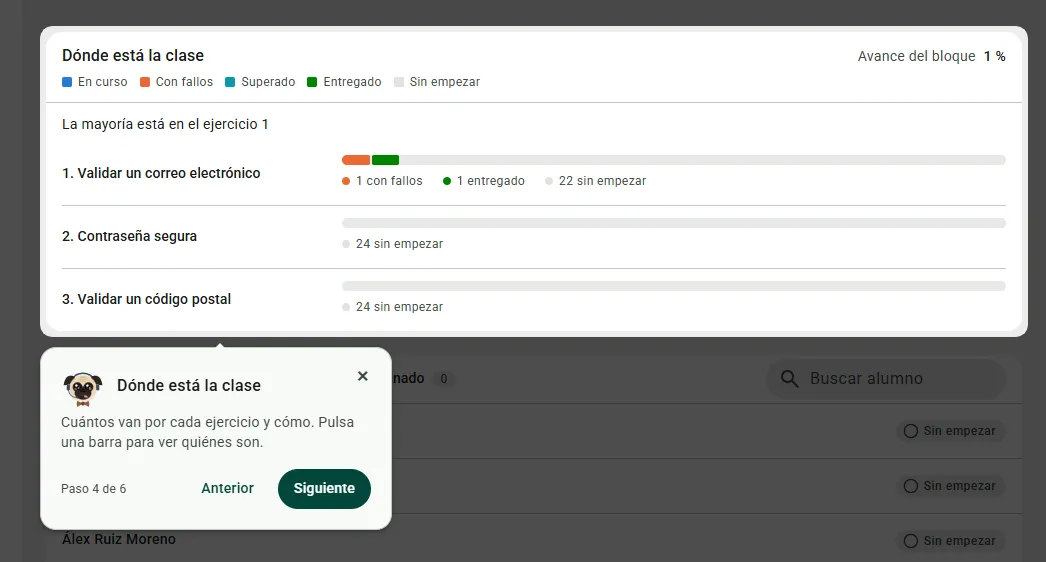 Dónde está la clase
Avance del bloque 1 %
En curso Con fallos Superado Entregado Sin empezar
La mayoría está en el ejercicio 1
1. Validar un correo electrónico
1 con fallos 1 entregado 22 sin empezar
2. Contraseña segura
24 sin empezar
3. Validar un código postal
24 sin empezar
Dónde está la clase
Cuántos van por cada ejercicio y cómo. Pulsa
una barra para ver quiénes son.
Paso 4 de 6 Anterior Siguiente
0 Buscar alumno
Sin empezar
Sin empezar
Álex Ruiz Moreno Sin empezar